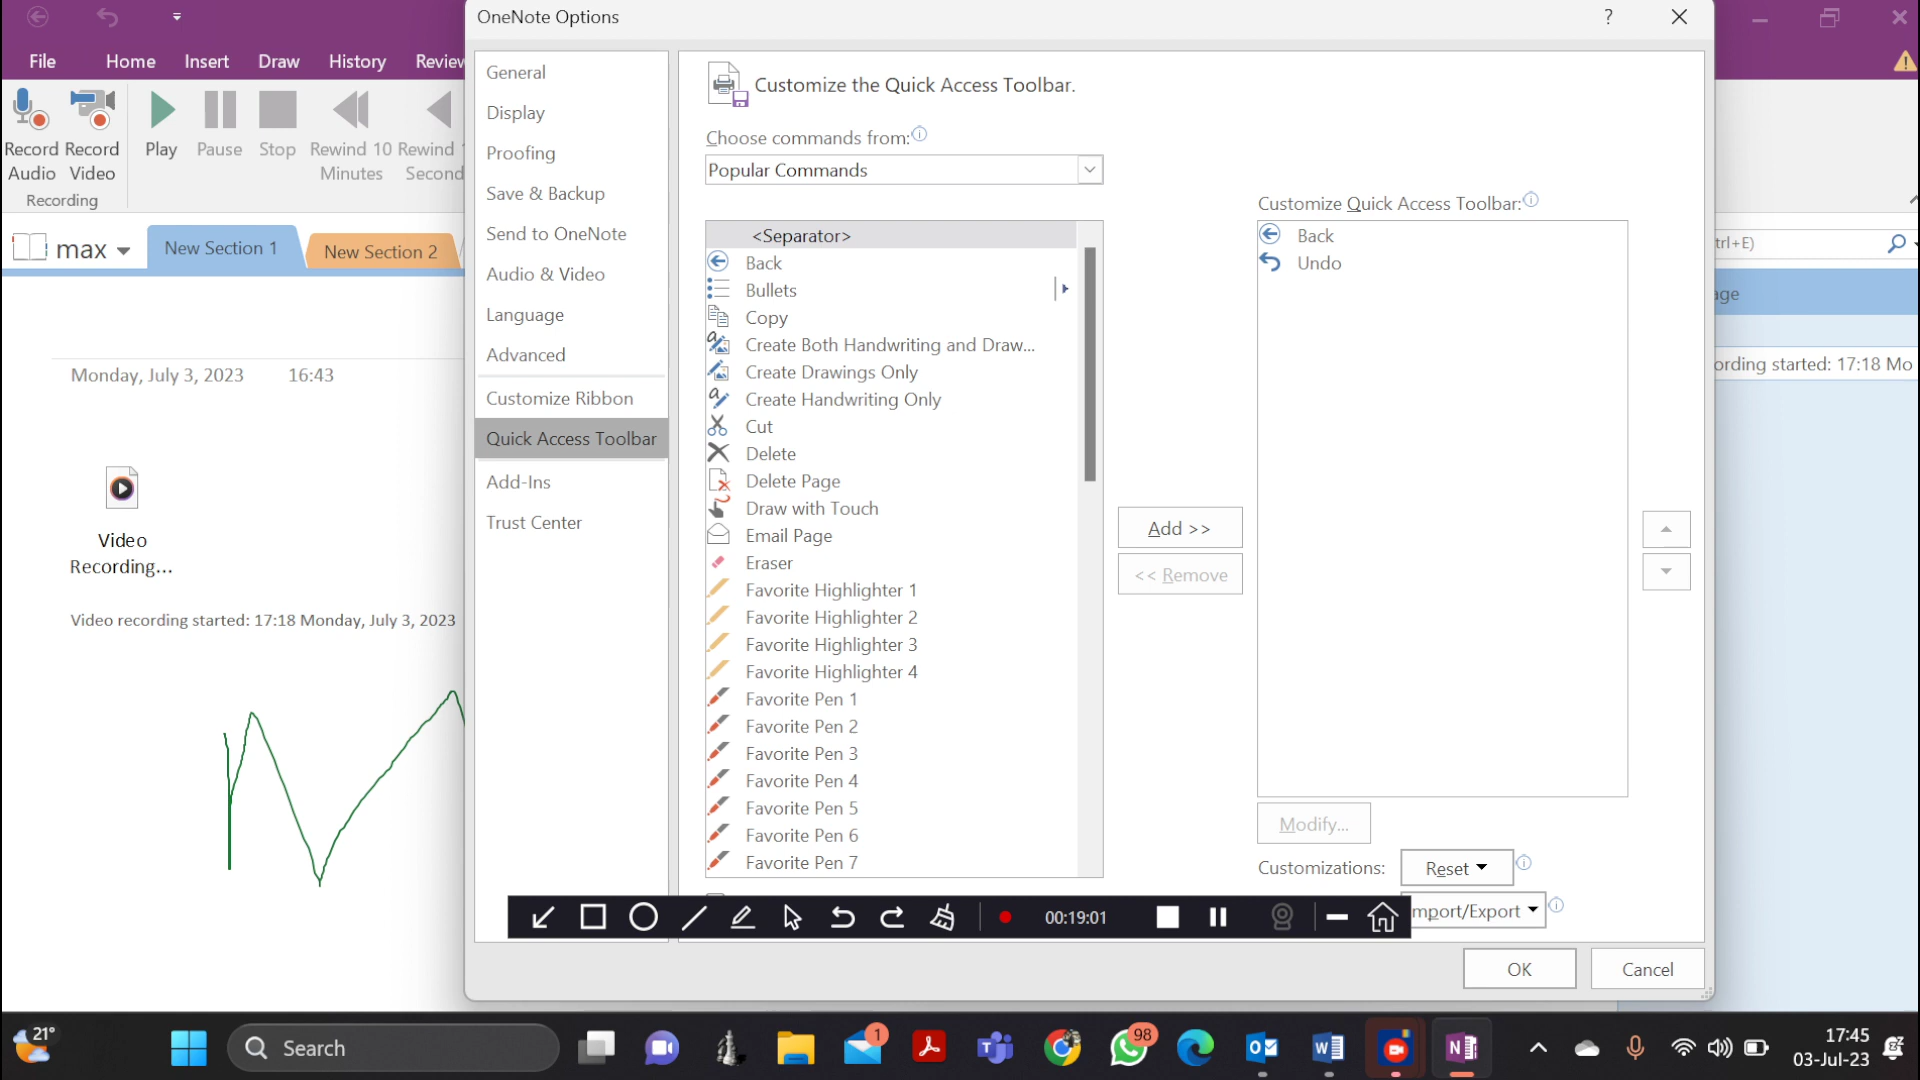 OneNote Options
?
File Home Insert Draw History Review
Record Audio
Record Video
Play
Pause
Stop
Rewind 10 Minutes
Rewind
Recording
max
New Section 1
New Section 2
Monday, July 3, 2023 16:43
Video
Recording...
Video recording started: 17:18 Monday, July 3, 2023
General
Display
Proofing
Save & Backup
Send to OneNote
Audio & Video
Language
Advanced
Customize Ribbon
Quick Access Toolbar
Add-Ins
Trust Center
Customize the Quick Access Toolbar.
Choose commands from:
Popular Commands
<Separator>
Back
Bullets
Copy
Create Both Handwriting and Draw...
Create Drawings Only
Create Handwriting Only
Cut
Delete
Delete Page
Draw with Touch
Email Page
Eraser
Favorite Highlighter 1
Favorite Highlighter 2
Favorite Highlighter 3
Favorite Highlighter 4
Favorite Pen 1
Favorite Pen 2
Favorite Pen 3
Favorite Pen 4
Favorite Pen 5
Favorite Pen 6
Favorite Pen 7
Add >>
<< Remove
Customize Quick Access Toolbar:
Back
Undo
Modify...
Customizations: Reset
mport/Export
OK Cancel
trl+E)
age
ording started: 17:18 Mo
00:19:01
21°
Search
1
98
17:45
03-Jul-23